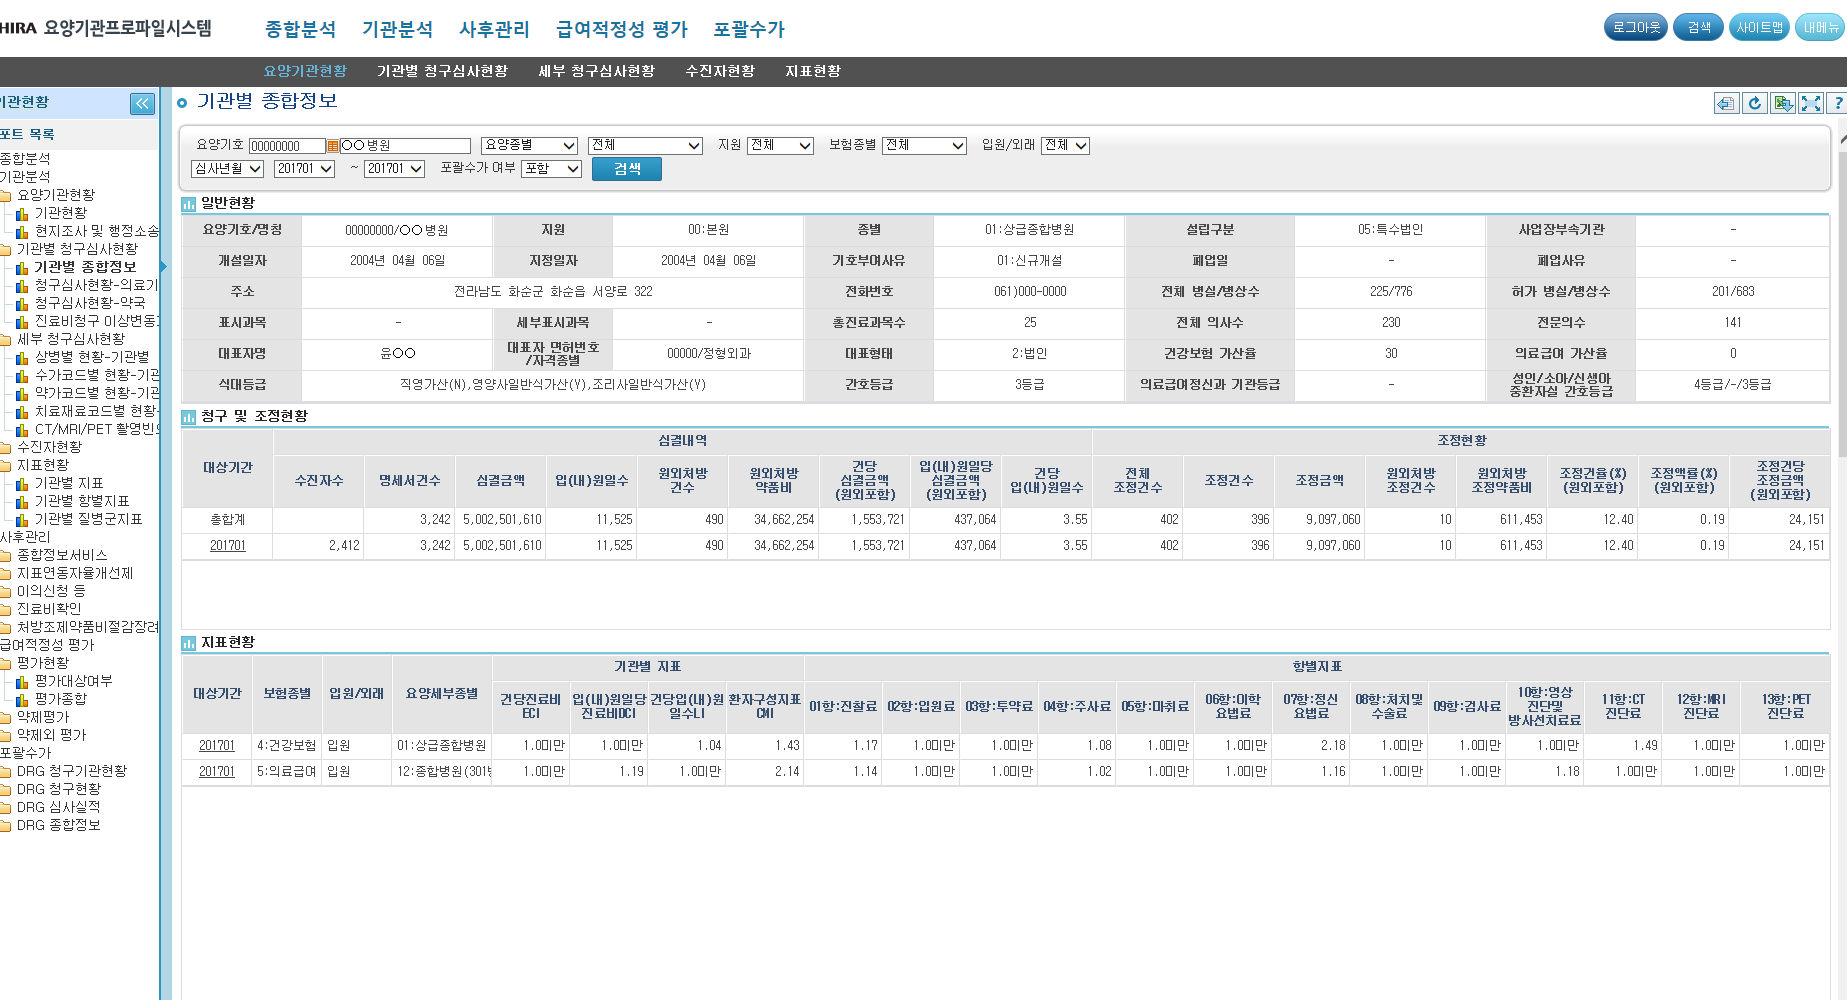 HIRA 요양기관프로파일시스템
종합분석 기관분석 사후관리 급여적정성 평가 포괄수가
로그아웃 검색 사이트맵 내메뉴
요양기관현황 기관별 청구심사현황 세부 청구심사현황 수진자현황 지표현황
기관현황
포트 목록
종합분석
기관분석
요양기관현황
기관현황
현지조사 및 행정소송
기관별 청구심사현황
기관별 종합정보
청구심사현황-의료기
청구심사현황-약국
진료비청구 이상변동
세부 청구심사현황
상병별 현황-기관별
수가코드별 현황-기관
약가코드별 현황-기관
치료재료코드별 현황-
CT/MRI/PET 촬영빈도
수진자현황
지표현황
기관별 지표
기관별 항별지표
기관별 질병군지표
사후관리
종합정보서비스
지표연동자율개선제
이의신청 등
진료비확인
처방조제약품비절감장려
급여적정성 평가
평가현황
평가대상여부
평가종합
약제평가
약제외 평가
포괄수가
DRG 청구기관현황
DRG 청구현황
DRG 심사실적
DRG 종합정보
기관별 종합정보
요양기호 00000000 ○○병원 요양종별 전체 지원 전체 보험종별 전체 입원/외래 전체
심사년월 201701 ~ 201701 포괄수가 여부 포함 검색
일반현황
요양기호/명칭 00000000/○○병원 지원 00:본원 종별 01:상급종합병원 설립구분 05:특수법인 사업장부속기관 -
개설일자 2004년 04월 06일 지정일자 2004년 04월 06일 기호부여사유 01:신규개설 폐업일 - 폐업사유 -
주소 전라남도 화순군 화순읍 서양로 322 전화번호 061)000-0000 전체 병실/병상수 225/776 허가 병실/병상수 201/683
표시과목 - 세부표시과목 - 총진료과목수 25 전체 의사수 230 전문의수 141
대표자명 윤○○ 대표자 면허번호/자격종별 00000/정형외과 대표형태 2:법인 건강보험 가산율 30 의료급여 가산율 0
식대등급 직영가산(N),영양사일반식가산(Y),조리사일반식가산(Y) 간호등급 3등급 의료급여정신과 기관등급 - 성인/소아/신생아 중환자실 간호등급 4등급/-/3등급
청구 및 조정현황
대상기간 심결내역 조정현황
수진자수 명세서건수 심결금액 입(내)원일수 원외처방 건수 원외처방 약품비 건당 심결금액 (원외포함) 입(내)원일당 심결금액 (원외포함) 건당 입(내)원일수 전체 조정건수 조정건수 조정금액 원외처방 조정건수 원외처방 조정약품비 조정건율(%) (원외포함) 조정액률(%) (원외포함) 조정건당 조정금액 (원외포함)
총합계 3,242 5,002,501,610 11,525 490 34,662,254 1,553,721 437,064 3.55 402 396 9,097,060 10 611,453 12.40 0.19 24,151
201701 2,412 3,242 5,002,501,610 11,525 490 34,662,254 1,553,721 437,064 3.55 402 396 9,097,060 10 611,453 12.40 0.19 24,151
지표현황
대상기간 보험종별 입원/외래 요양세부종별 기관별 지표 항별지표
건당진료비 ECI 입(내)원일당 진료비DCI 건당입(내)원일수LI 환자구성지표 CMI 01항:진찰료 02항:입원료 03항:투약료 04항:주사료 05항:마취료 06항:이학요법료 07항:정신요법료 08항:처치및 수술료 09항:검사료 10항:영상진단및 방사선치료료 11항:CT 진단료 12항:MRI 진단료 13항:PET 진단료
201701 4:건강보험 입원 01:상급종합병원 1.0미만 1.0미만 1.04 1.43 1.17 1.0미만 1.0미만 1.08 1.0미만 1.0미만 2.18 1.0미만 1.0미만 1.0미만 1.49 1.0미만 1.0미만
201701 5:의료급여 입원 12:종합병원(301 1.0미만 1.19 1.0미만 2.14 1.14 1.0미만 1.0미만 1.02 1.0미만 1.0미만 1.16 1.0미만 1.0미만 1.18 1.0미만 1.0미만 1.0미만